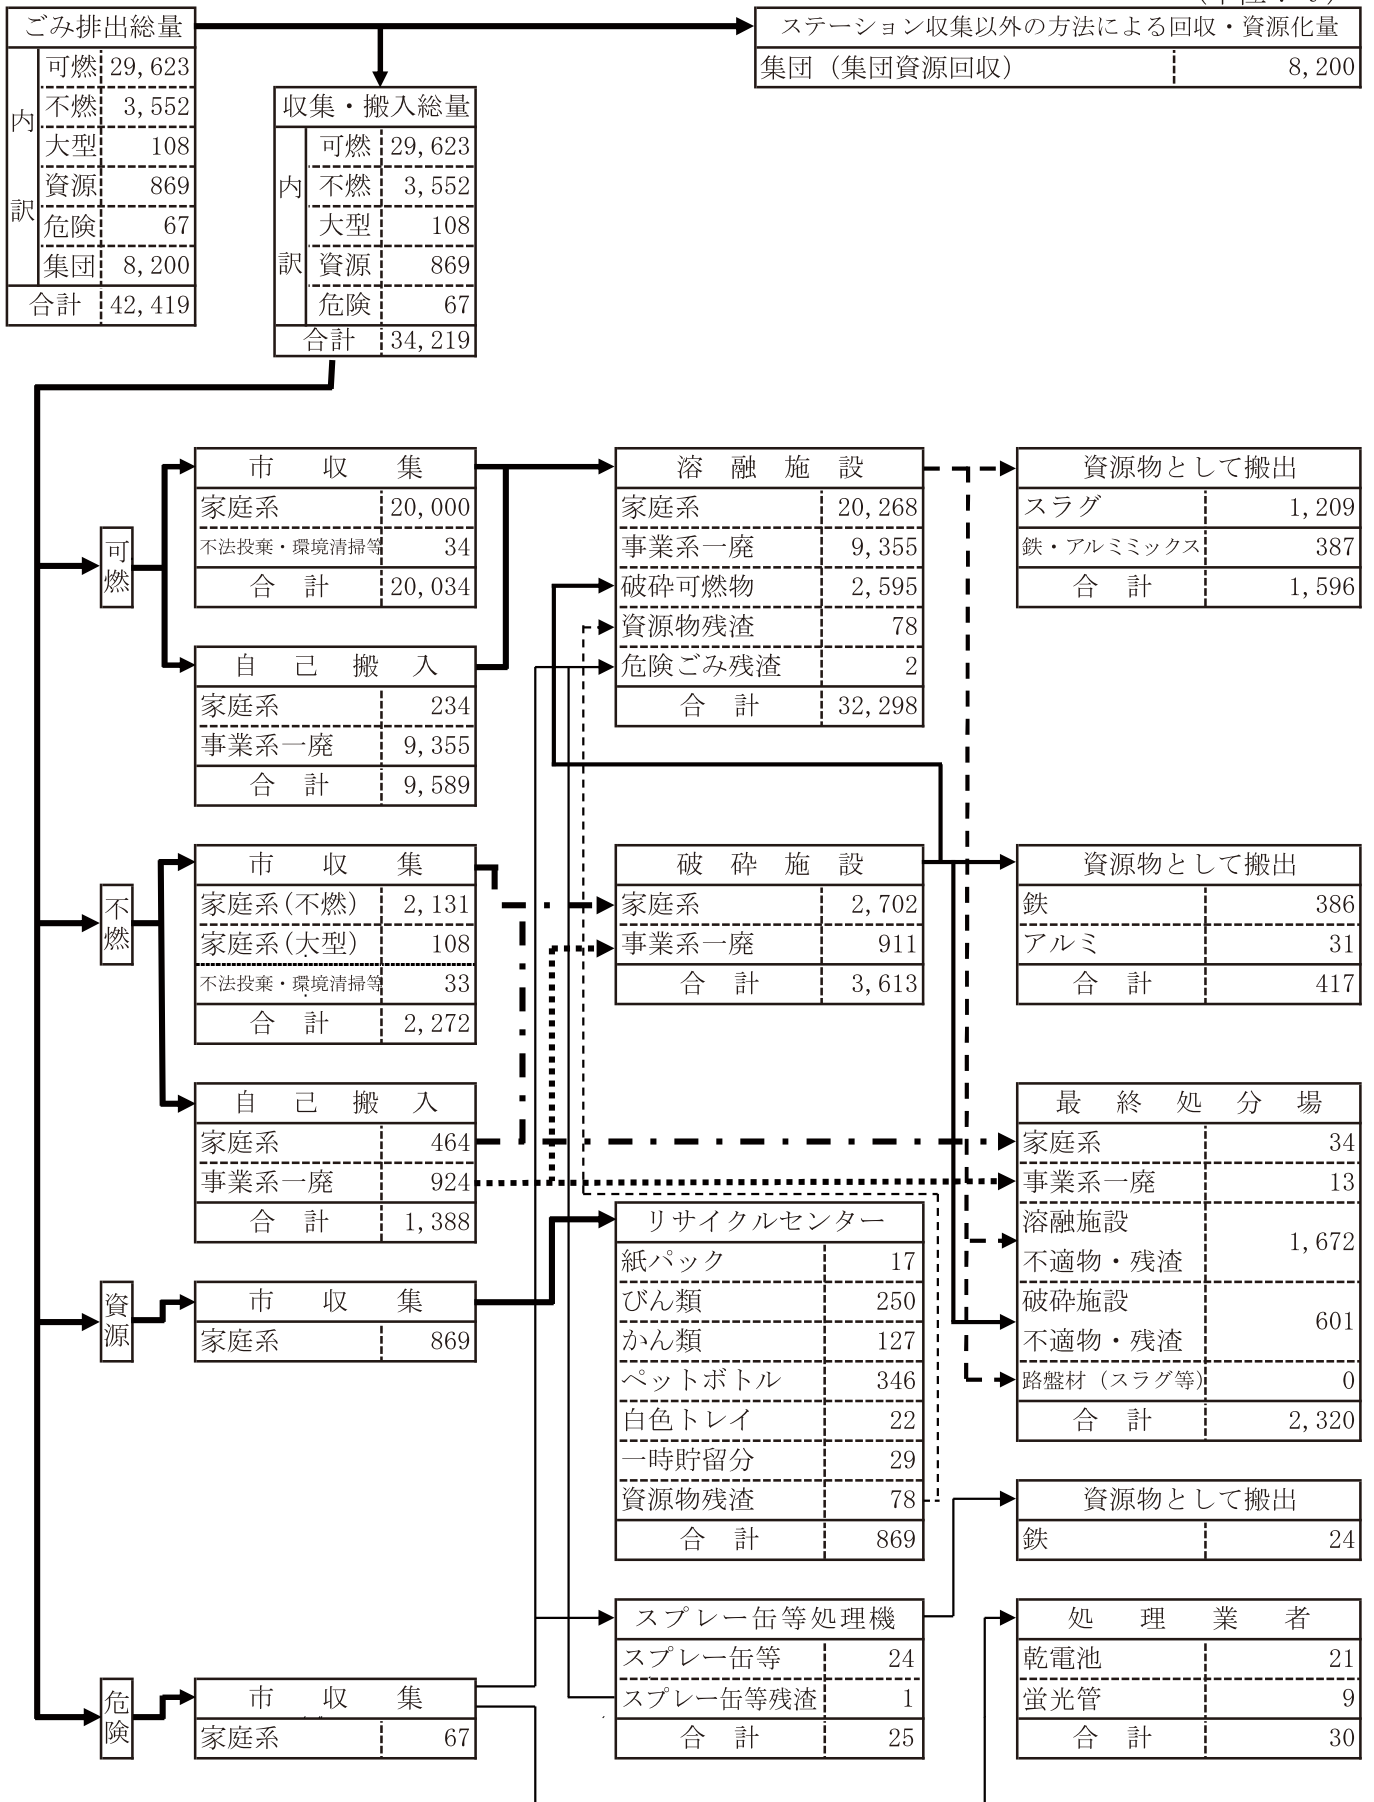 ごみ排出総量
内訳
可燃 29,623
不燃 3,552
大型 108
資源 869
危険 67
集団 8,200
合計 42,419
ステーション収集以外の方法による回収・資源化量
集団（集団資源回収） 8,200
収集・搬入総量
内訳
可燃 29,623
不燃 3,552
大型 108
資源 869
危険 67
合計 34,219
可燃
市収集
家庭系 20,000
不法投棄・環境清掃等 34
合計 20,034
自己搬入
家庭系 234
事業系一廃 9,355
合計 9,589
溶融施設
家庭系 20,268
事業系一廃 9,355
破砕可燃物 2,595
資源物残渣 78
危険ごみ残渣 2
合計 32,298
資源物として搬出
スラグ 1,209
鉄・アルミミックス 387
合計 1,596
不燃
市収集
家庭系(不燃) 2,131
家庭系(大型) 108
不法投棄・環境清掃等 33
合計 2,272
自己搬入
家庭系 464
事業系一廃 924
合計 1,388
破砕施設
家庭系 2,702
事業系一廃 911
合計 3,613
資源物として搬出
鉄 386
アルミ 31
合計 417
最終処分場
家庭系 34
事業系一廃 13
溶融施設
不適物・残渣 1,672
破砕施設
不適物・残渣 601
路盤材（スラグ等） 0
合計 2,320
資源
市収集
家庭系 869
リサイクルセンター
紙パック 17
びん類 250
かん類 127
ペットボトル 346
白色トレイ 22
一時貯留分 29
資源物残渣 78
合計 869
資源物として搬出
鉄 24
危険
市収集
家庭系 67
スプレー缶等処理機
スプレー缶等 24
スプレー缶等残渣 1
合計 25
処理業者
乾電池 21
蛍光管 9
合計 30